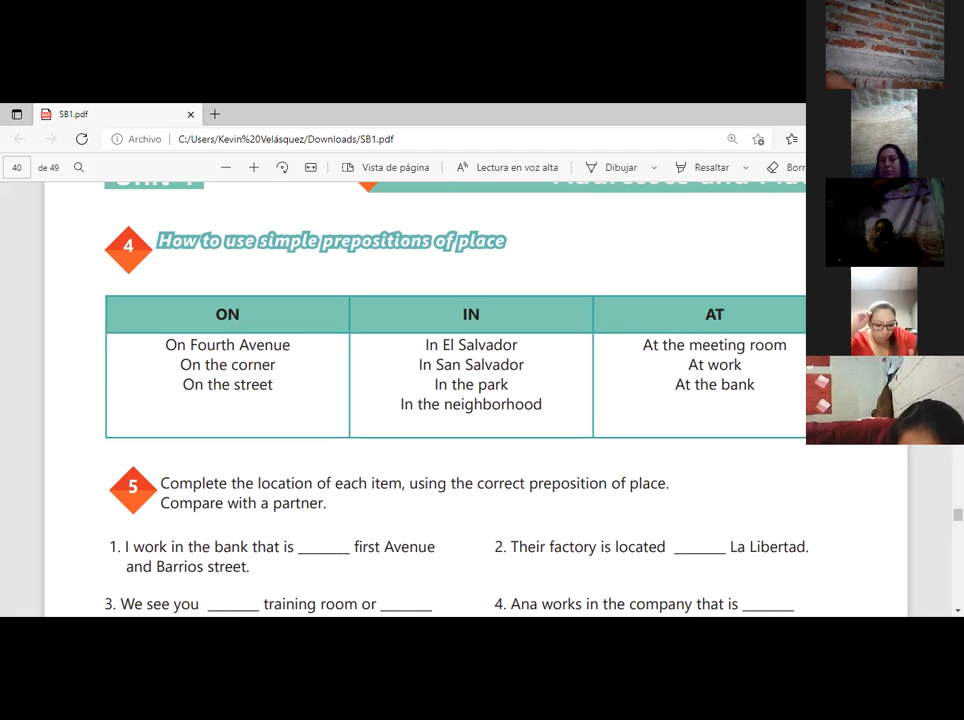 SB1.pdf
Archivo
C:/Users/Kevin%20Velásquez/Downloads/SB1.pdf
40 de 49
Vista de página
Lectura en voz alta
Dibujar
Resaltar
Borr
Addresses and
4 How to use simple prepositions of place
ON IN AT
On Fourth Avenue In El Salvador At the meeting room
On the corner In San Salvador At work
On the street In the park At the bank
In the neighborhood
5 Complete the location of each item, using the correct preposition of place.
Compare with a partner.
1. I work in the bank that is _______ first Avenue
and Barrios street.
2. Their factory is located _______ La Libertad.
3. We see you _______ training room or _______
4. Ana works in the company that is _______